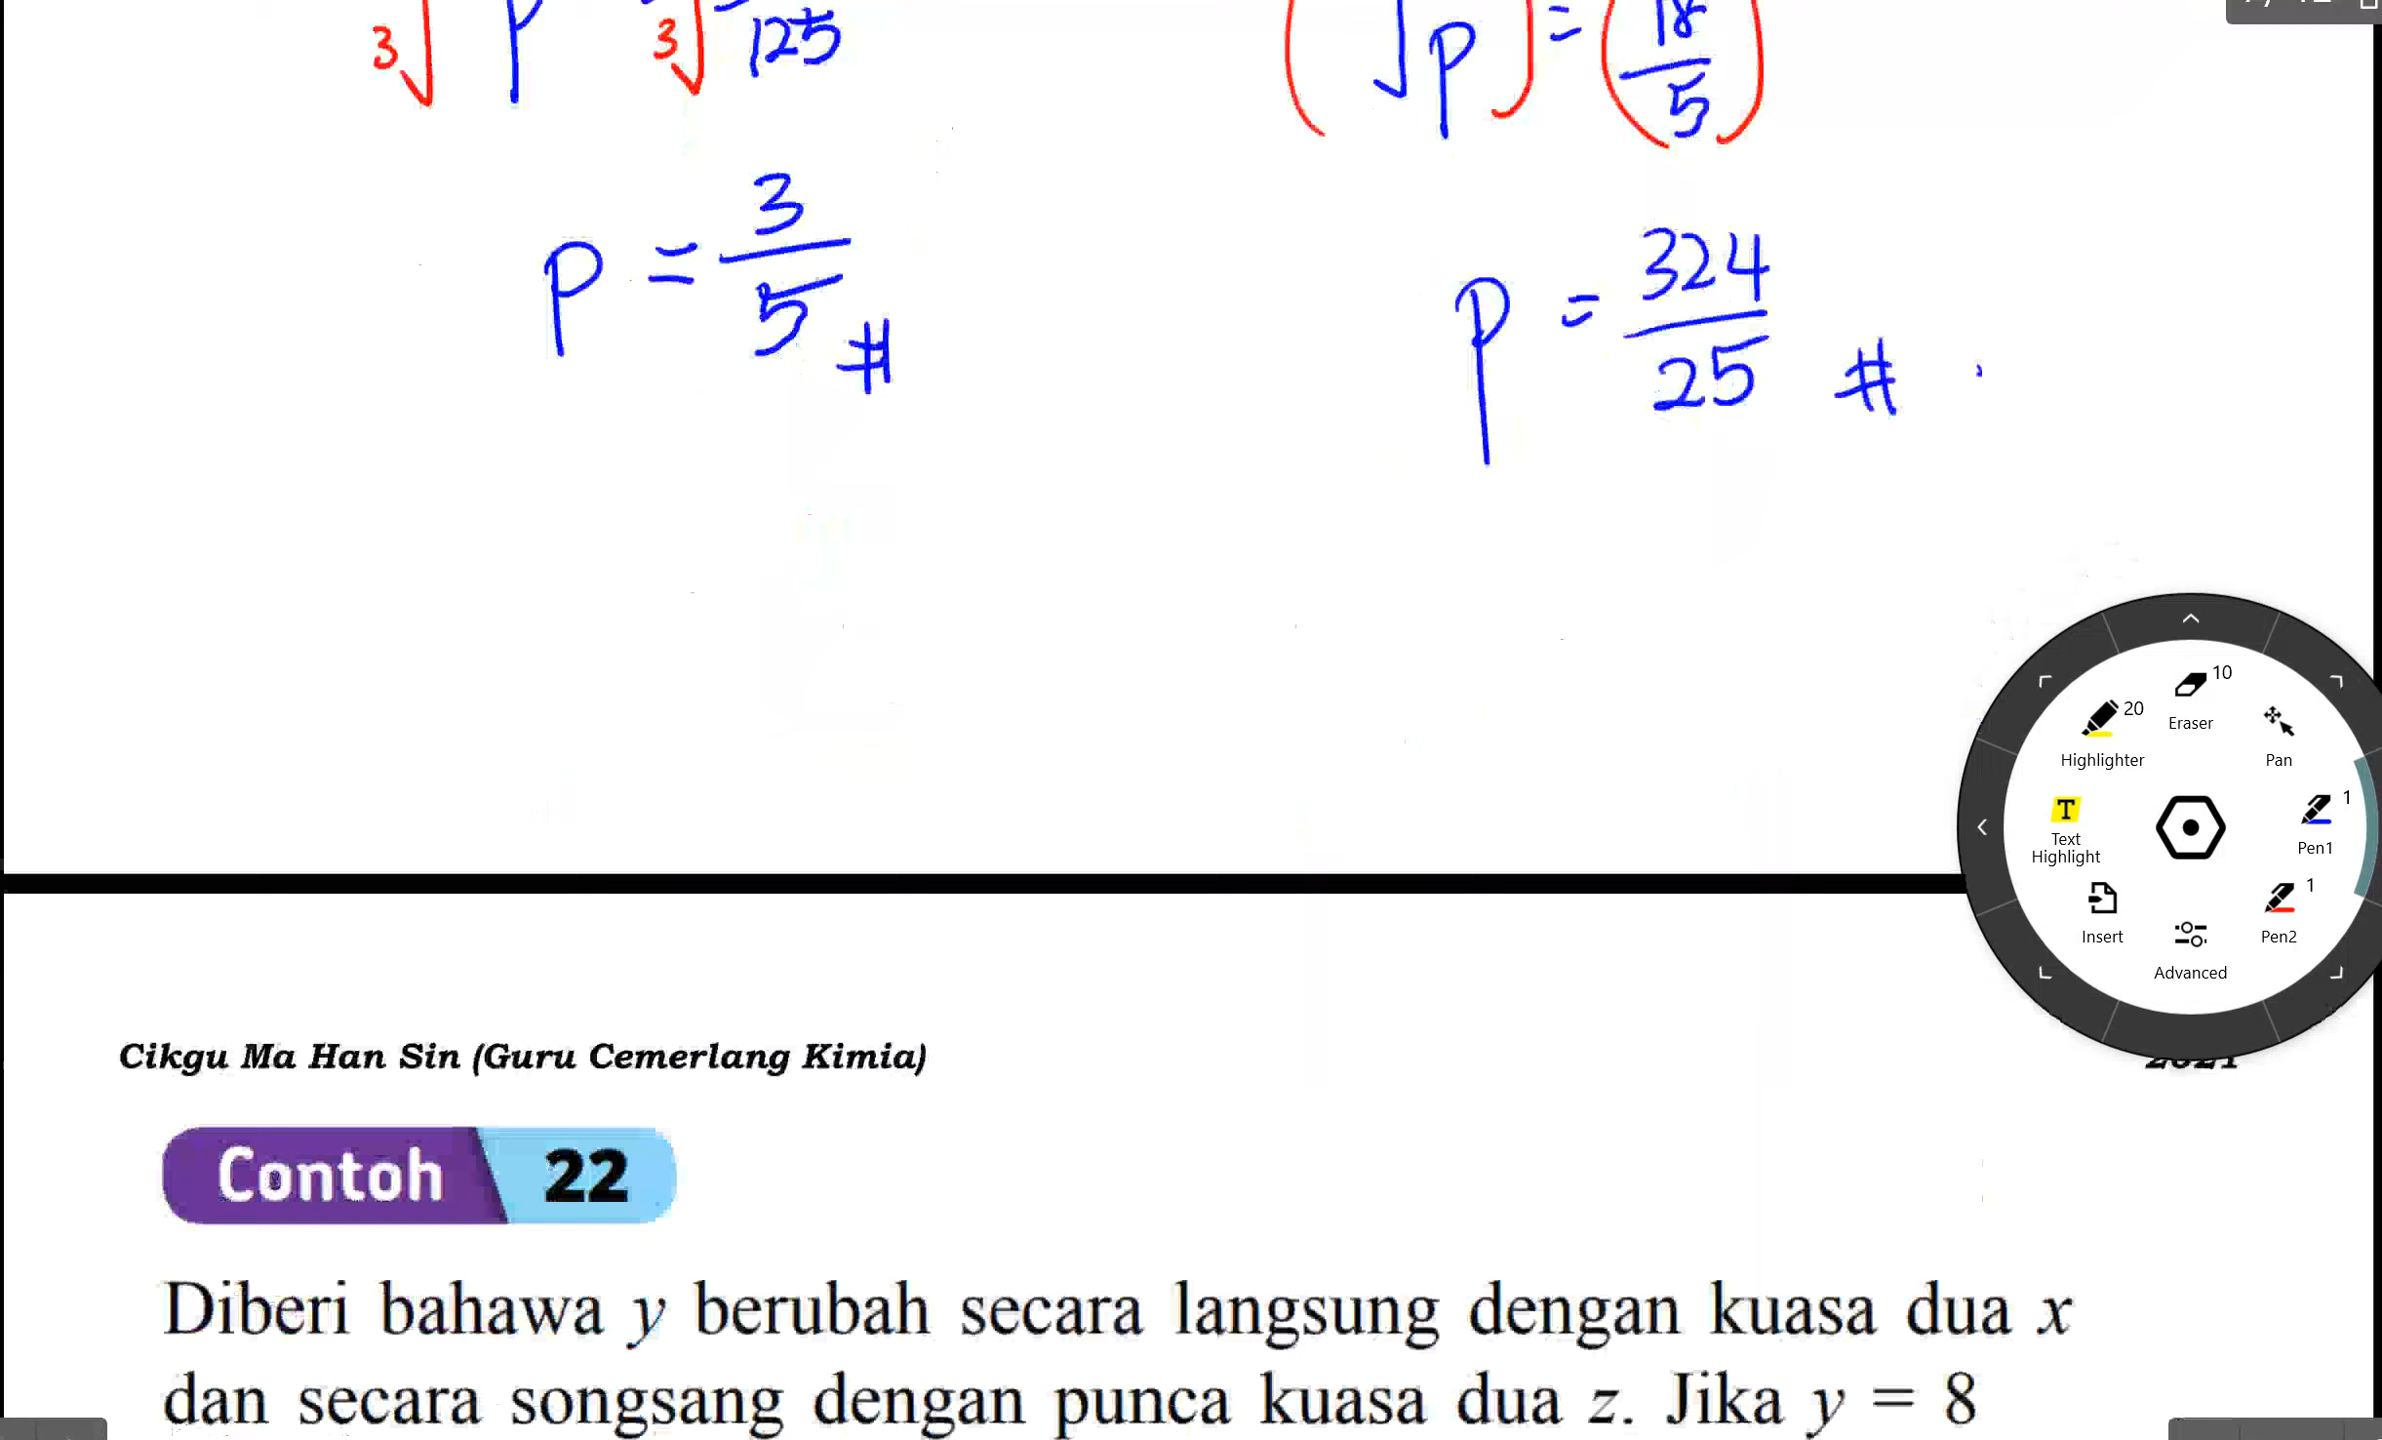 ∛p ∛ 125
(√p) = (18/5)
p = 3/5 #
p = 324/25 #
10
Eraser
20
Highlighter
Pan
T
Text
Highlight
1
Pen1
1
Pen2
Insert
Advanced
Cikgu Ma Han Sin (Guru Cemerlang Kimia)
Contoh 22
Diberi bahawa y berubah secara langsung dengan kuasa dua x
dan secara songsang dengan punca kuasa dua z. Jika y = 8